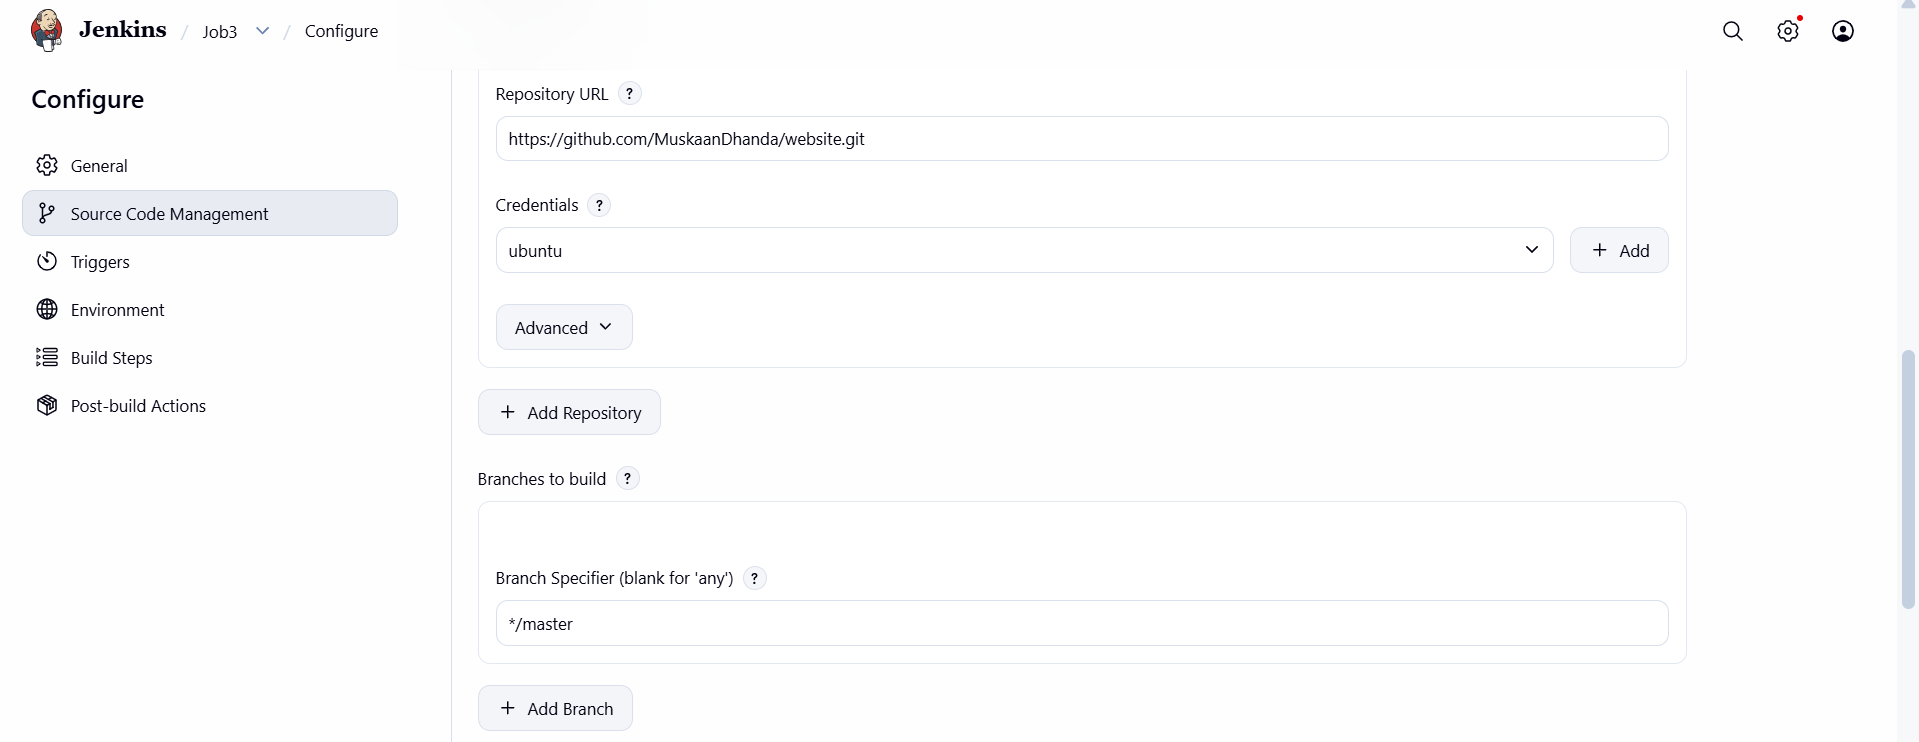 Jenkins / Job3 / Configure
Configure
General
Source Code Management
Triggers
Environment
Build Steps
Post-build Actions
Repository URL ?
https://github.com/MuskaanDhanda/website.git
Credentials ?
ubuntu
+ Add
Advanced
+ Add Repository
Branches to build ?
Branch Specifier (blank for 'any') ?
*/master
+ Add Branch